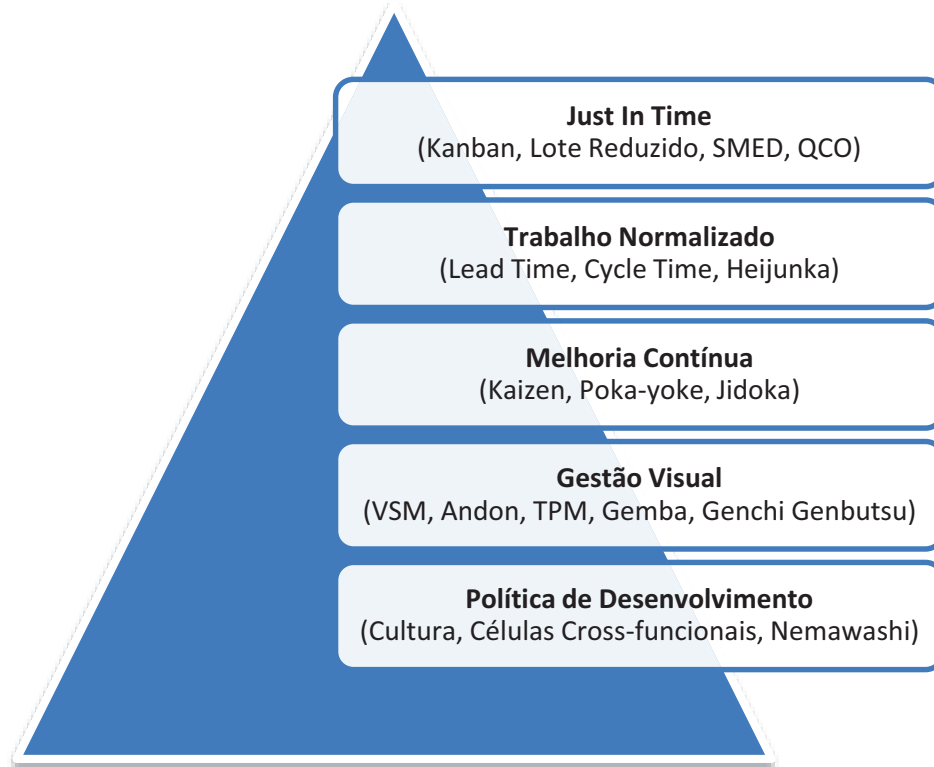 Just In Time
(Kanban, Lote Reduzido, SMED, QCO)
Trabalho Normalizado
(Lead Time, Cycle Time, Heijunka)
Melhoria Contínua
(Kaizen, Poka-yoke, Jidoka)
Gestão Visual
(VSM, Andon, TPM, Gemba, Genchi Genbutsu)
Política de Desenvolvimento
(Cultura, Células Cross-funcionais, Nemawashi)